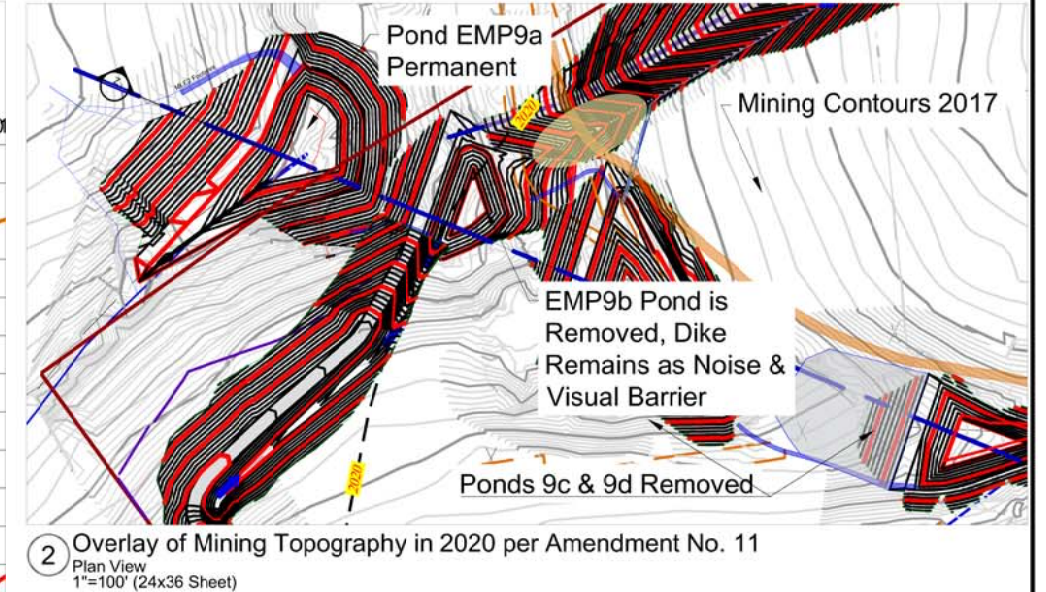 Pond EMP9a
Permanent
2020
Mining Contours 2017
EMP9b Pond is
Removed, Dike
Remains as Noise &
Visual Barrier
2020
Ponds 9c & 9d Removed
2 Overlay of Mining Topography in 2020 per Amendment No. 11
Plan View
1"=100' (24x36 Sheet)